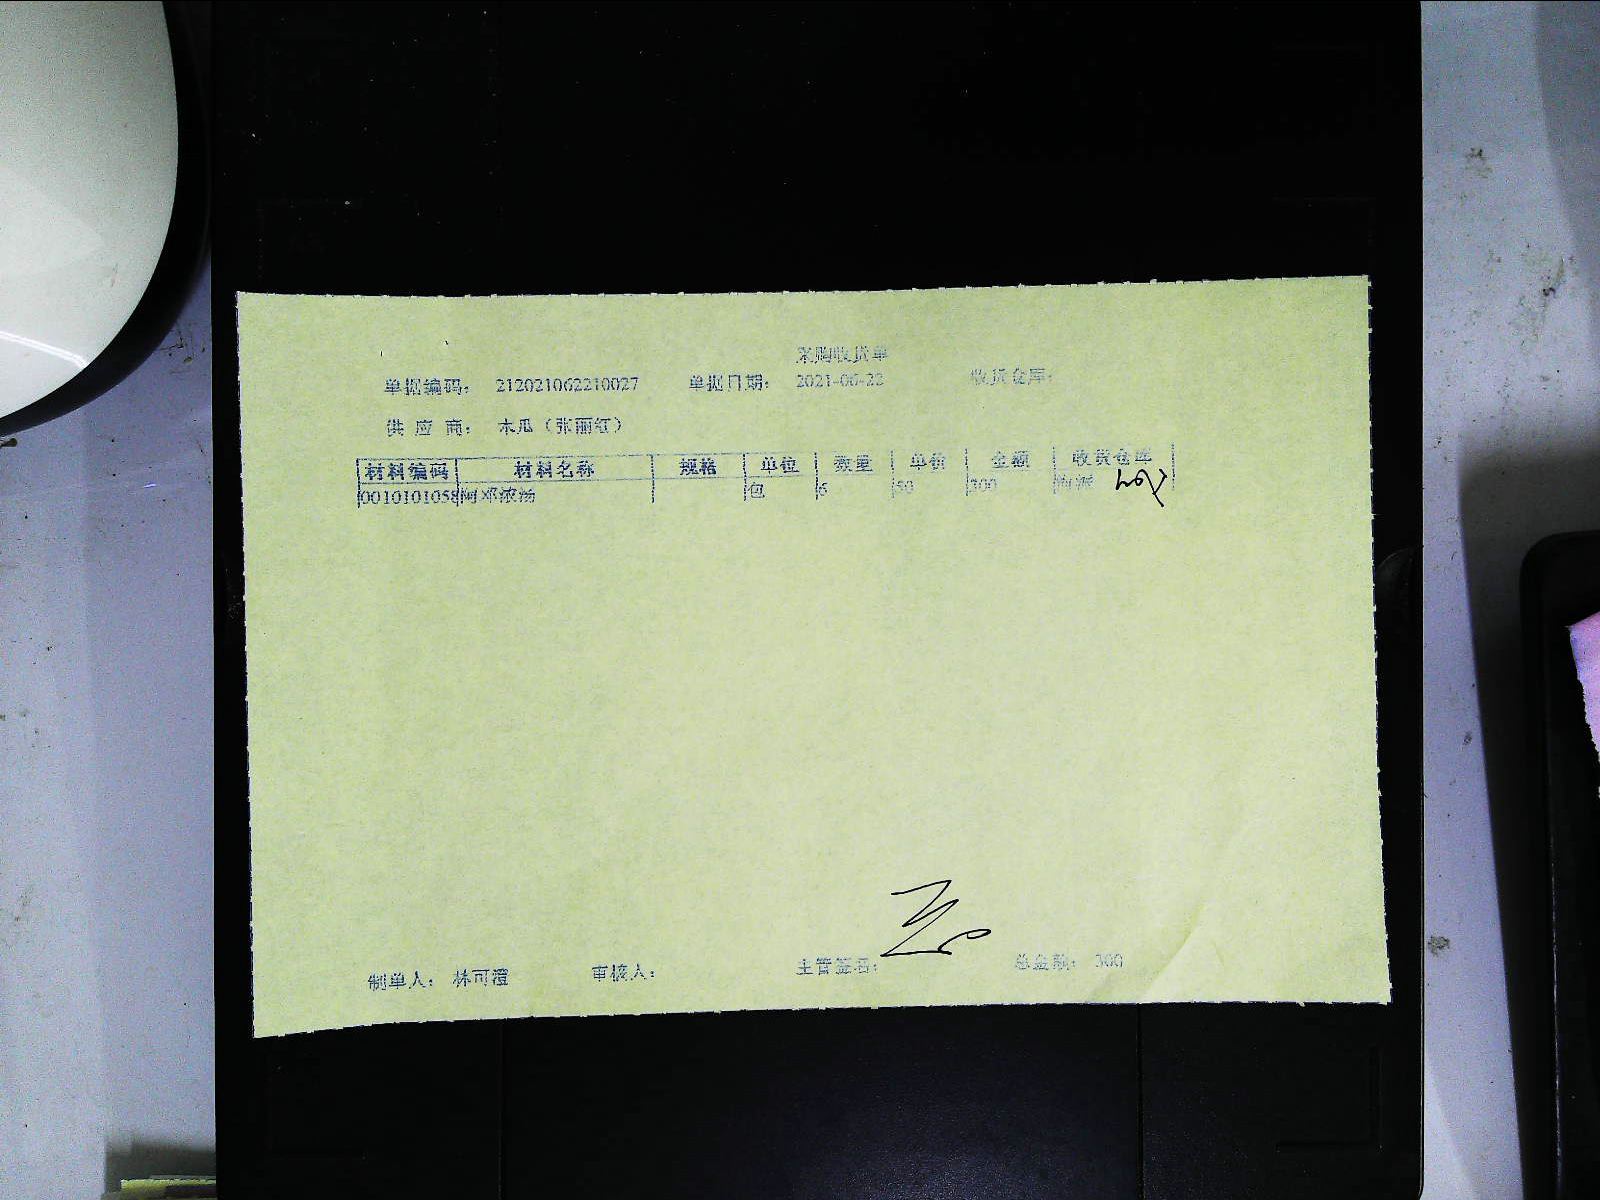 采购收货单
单据编码： 212021062210027 单据日期： 2021-06-22 收货仓库：
供 应 商： 木瓜（张丽红）
材料编码 材料名称 规格 单位 数量 单价 金额 收货仓库
0010101058 阿邓浓汤 包 6 50 300
制单人： 林可澄 审核人： 主管签名： 总金额： 300